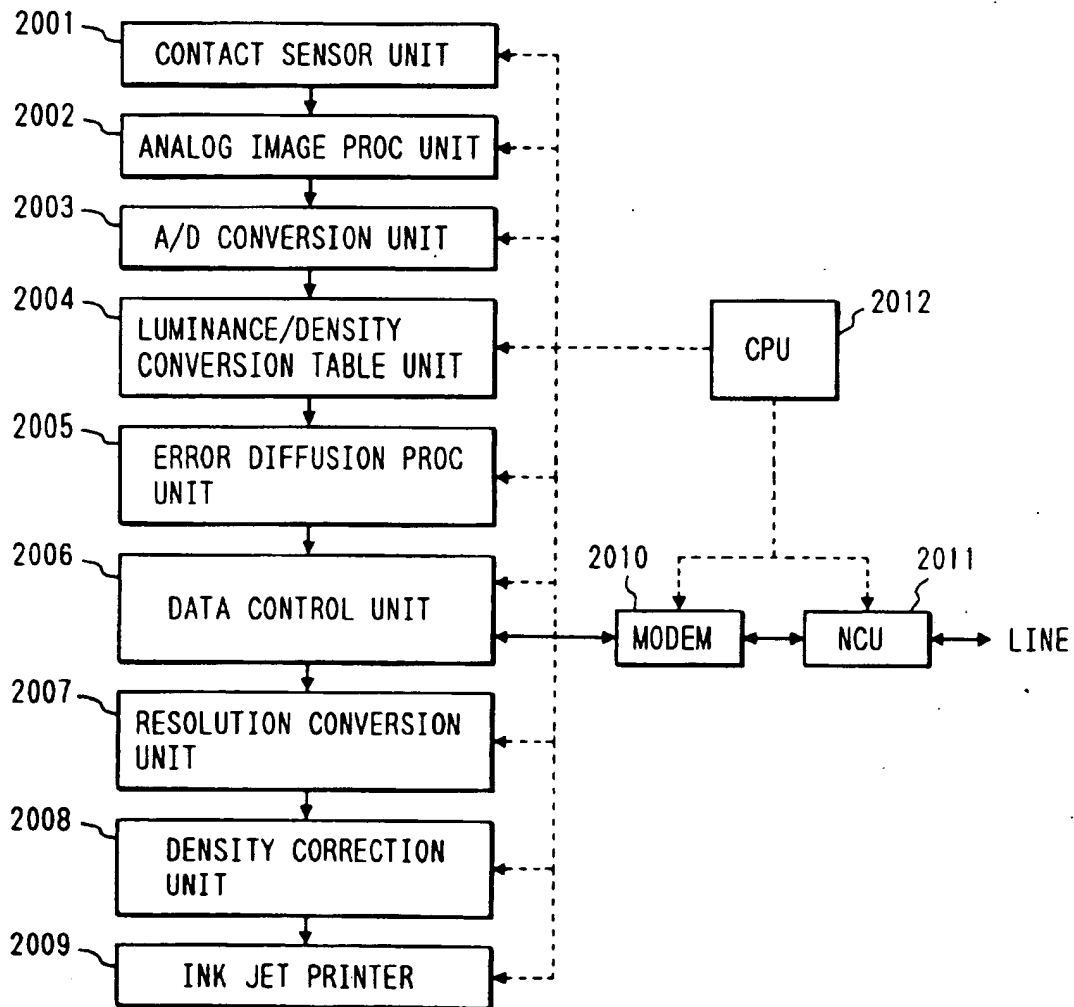 2001
CONTACT SENSOR UNIT
2002
ANALOG IMAGE PROC UNIT
2003
A/D CONVERSION UNIT
2004
LUMINANCE/DENSITY
CONVERSION TABLE UNIT
2012
CPU
2005
ERROR DIFFUSION PROC
UNIT
2006
DATA CONTROL UNIT
2010
MODEM
2011
NCU
LINE
2007
RESOLUTION CONVERSION
UNIT
2008
DENSITY CORRECTION
UNIT
2009
INK JET PRINTER